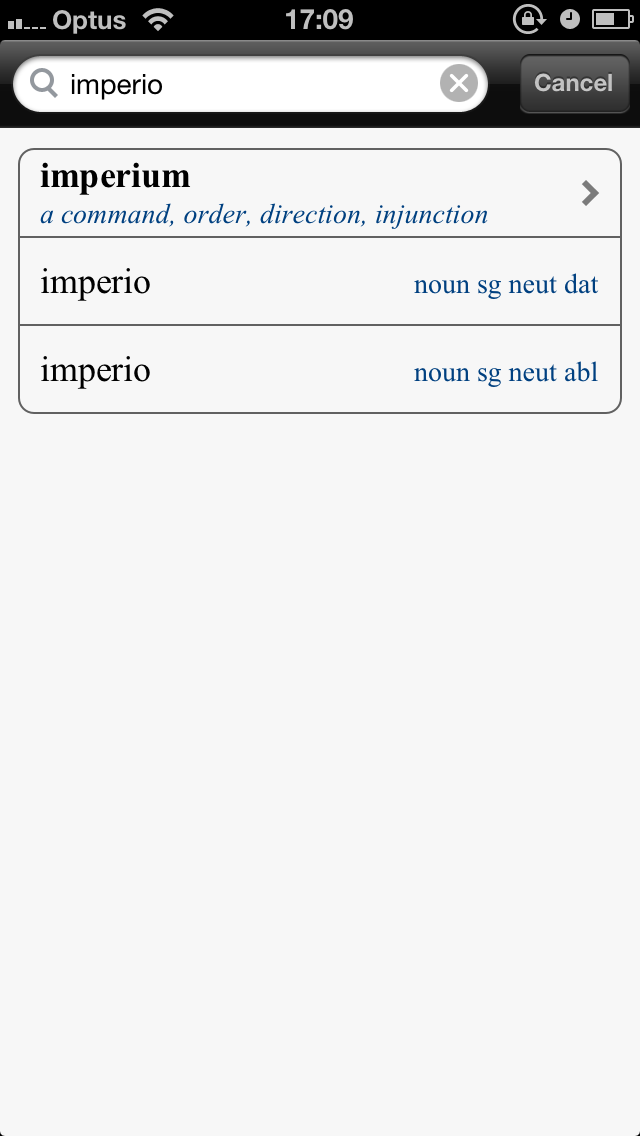 Optus 17:09
imperio Cancel
imperium
a command, order, direction, injunction
imperio noun sg neut dat
imperio noun sg neut abl